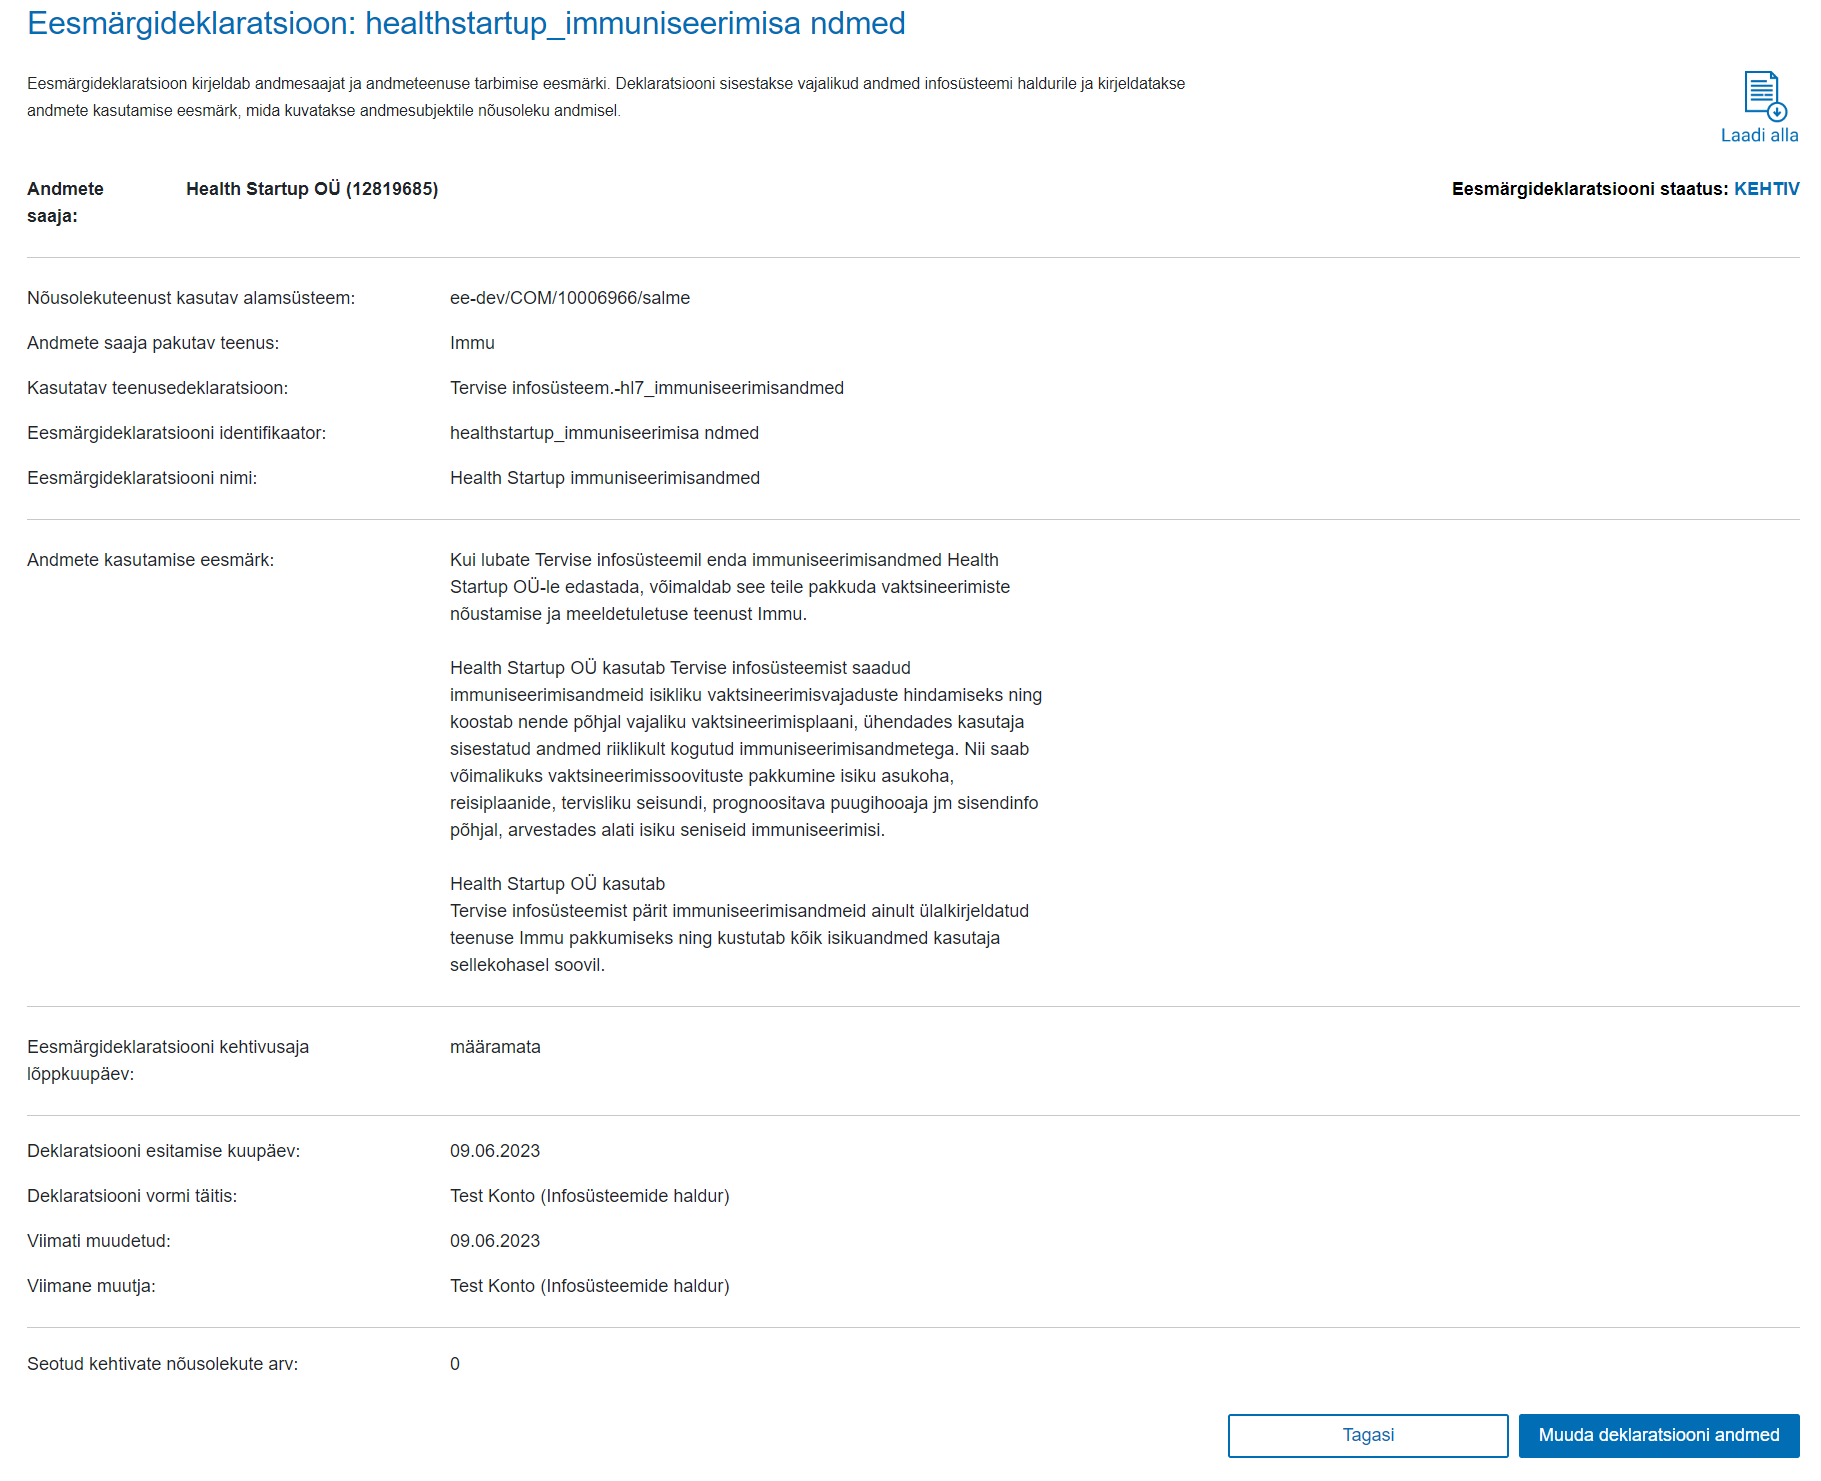 Eesmärgideklaratsioon: healthstartup_immuniseerimisa ndmed
Eesmärgideklaratsioon kirjeldab andmesaajat ja andmeteenuse tarbimise eesmärki. Deklaratsiooni sisestakse vajalikud andmed infosüsteemi haldurile ja kirjeldatakse
andmete kasutamise eesmärk, mida kuvatakse andmesubjektile nõusoleku andmisel.
Laadi alla
Andmete saaja: Health Startup OÜ (12819685)
Eesmärgideklaratsiooni staatus: KEHTIV
Nõusolekuteenust kasutav alamsüsteem: ee-dev/COM/10006966/salme
Andmete saaja pakutav teenus: Immu
Kasutatav teenusedeklaratsioon: Tervise infosüsteem.-hl7_immuniseerimisandmed
Eesmärgideklaratsiooni identifikaator: healthstartup_immuniseerimisa ndmed
Eesmärgideklaratsiooni nimi: Health Startup immuniseerimisandmed
Andmete kasutamise eesmärk: Kui lubate Tervise infosüsteemil enda immuniseerimisandmed Health
Startup OÜ-le edastada, võimaldab see teile pakkuda vaktsineerimiste
nõustamise ja meeldetuletuse teenust Immu.
Health Startup OÜ kasutab Tervise infosüsteemist saadud
immuniseerimisandmeid isikliku vaktsineerimisvajaduste hindamiseks ning
koostab nende põhjal vajaliku vaktsineerimisplaani, ühendades kasutaja
sisestatud andmed riiklikult kogutud immuniseerimisandmetega. Nii saab
võimalikuks vaktsineerimissoovituste pakkumine isiku asukoha,
reisiplaanide, tervisliku seisundi, prognoositava puugihooaja jm sisendinfo
põhjal, arvestades alati isiku seniseid immuniseerimisi.
Health Startup OÜ kasutab
Tervise infosüsteemist pärit immuniseerimisandmeid ainult ülalkirjeldatud
teenuse Immu pakkumiseks ning kustutab kõik isikuandmed kasutaja
sellekohasel soovil.
Eesmärgideklaratsiooni kehtivusaja lõppkuupäev: määramata
Deklaratsiooni esitamise kuupäev: 09.06.2023
Deklaratsiooni vormi täitis: Test Konto (Infosüsteemide haldur)
Viimati muudetud: 09.06.2023
Viimane muutja: Test Konto (Infosüsteemide haldur)
Seotud kehtivate nõusolekute arv: 0
Tagasi
Muuda deklaratsiooni andmed